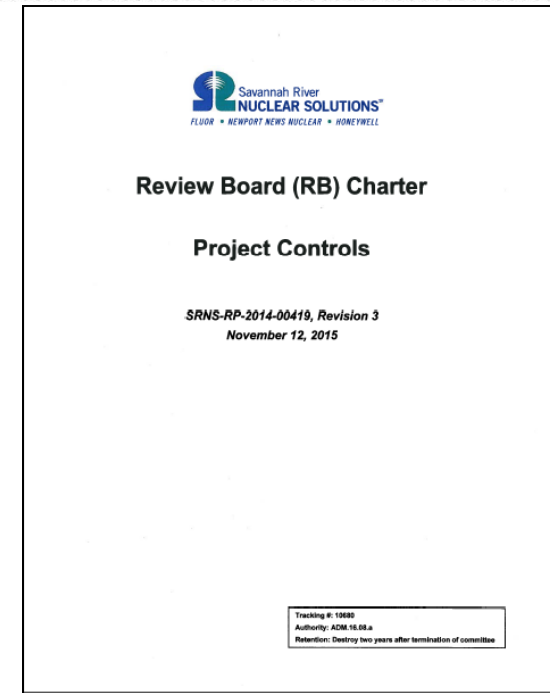 Savannah River
NUCLEAR SOLUTIONS™
FLUOR • NEWPORT NEWS NUCLEAR • HONEYWELL
Review Board (RB) Charter
Project Controls
SRNS-RP-2014-00419, Revision 3
November 12, 2015
Tracking #: 10680
Authority: ADM.16.08.a
Retention: Destroy two years after termination of committee